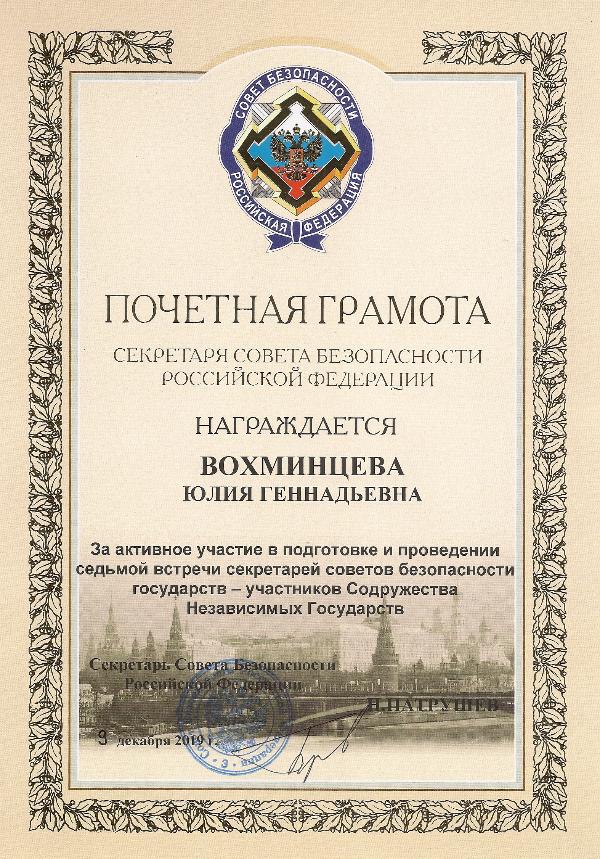 СОВЕТ БЕЗОПАСНОСТИ
РОССИЙСКАЯ ФЕДЕРАЦИЯ
ПОЧЕТНАЯ ГРАМОТА
СЕКРЕТАРЯ СОВЕТА БЕЗОПАСНОСТИ
РОССИЙСКОЙ ФЕДЕРАЦИИ
НАГРАЖДАЕТСЯ
ВОХМИНЦЕВА
ЮЛИЯ ГЕННАДЬЕВНА
За активное участие в подготовке и проведении
седьмой встречи секретарей советов безопасности
государств – участников Содружества
Независимых Государств
Секретарь Совета Безопасности
Российской Федерации
Н.ПАТРУШЕВ
9 декабря 2019 г.